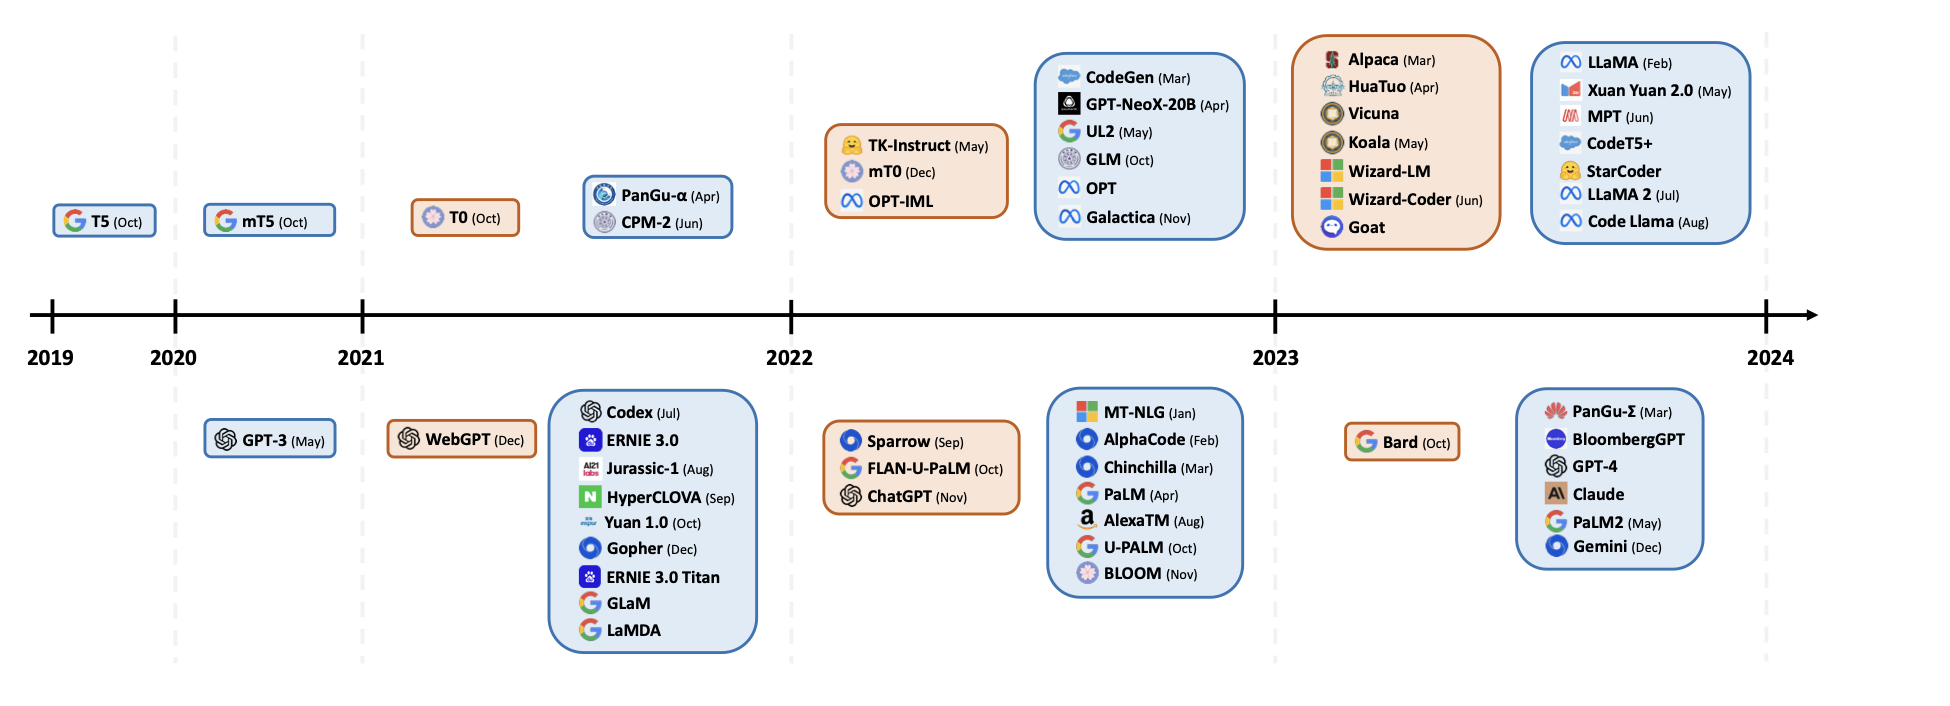 T5 (Oct)
mT5 (Oct)
T0 (Oct)
PanGu-α (Apr)
CPM-2 (Jun)
TK-Instruct (May)
mT0 (Dec)
OPT-IML
CodeGen (Mar)
GPT-NeoX-20B (Apr)
UL2 (May)
GLM (Oct)
OPT
Galactica (Nov)
Alpaca (Mar)
HuaTuo (Apr)
Vicuna
Koala (May)
Wizard-LM
Wizard-Coder (Jun)
Goat
LLaMA (Feb)
Xuan Yuan 2.0 (May)
MPT (Jun)
CodeT5+
StarCoder
LLaMA 2 (Jul)
Code Llama (Aug)
2019
2020
2021
2022
2023
2024
GPT-3 (May)
WebGPT (Dec)
Codex (Jul)
ERNIE 3.0
AI21 labs
Jurassic-1 (Aug)
N
HyperCLOVA (Sep)
Yuan 1.0 (Oct)
Gopher (Dec)
ERNIE 3.0 Titan
GLaM
LaMDA
Sparrow (Sep)
FLAN-U-PaLM (Oct)
ChatGPT (Nov)
MT-NLG (Jan)
AlphaCode (Feb)
Chinchilla (Mar)
PaLM (Apr)
a
AlexaTM (Aug)
U-PALM (Oct)
BLOOM (Nov)
Bard (Oct)
PanGu-Σ (Mar)
BloombergGPT
GPT-4
AI
Claude
PaLM2 (May)
Gemini (Dec)